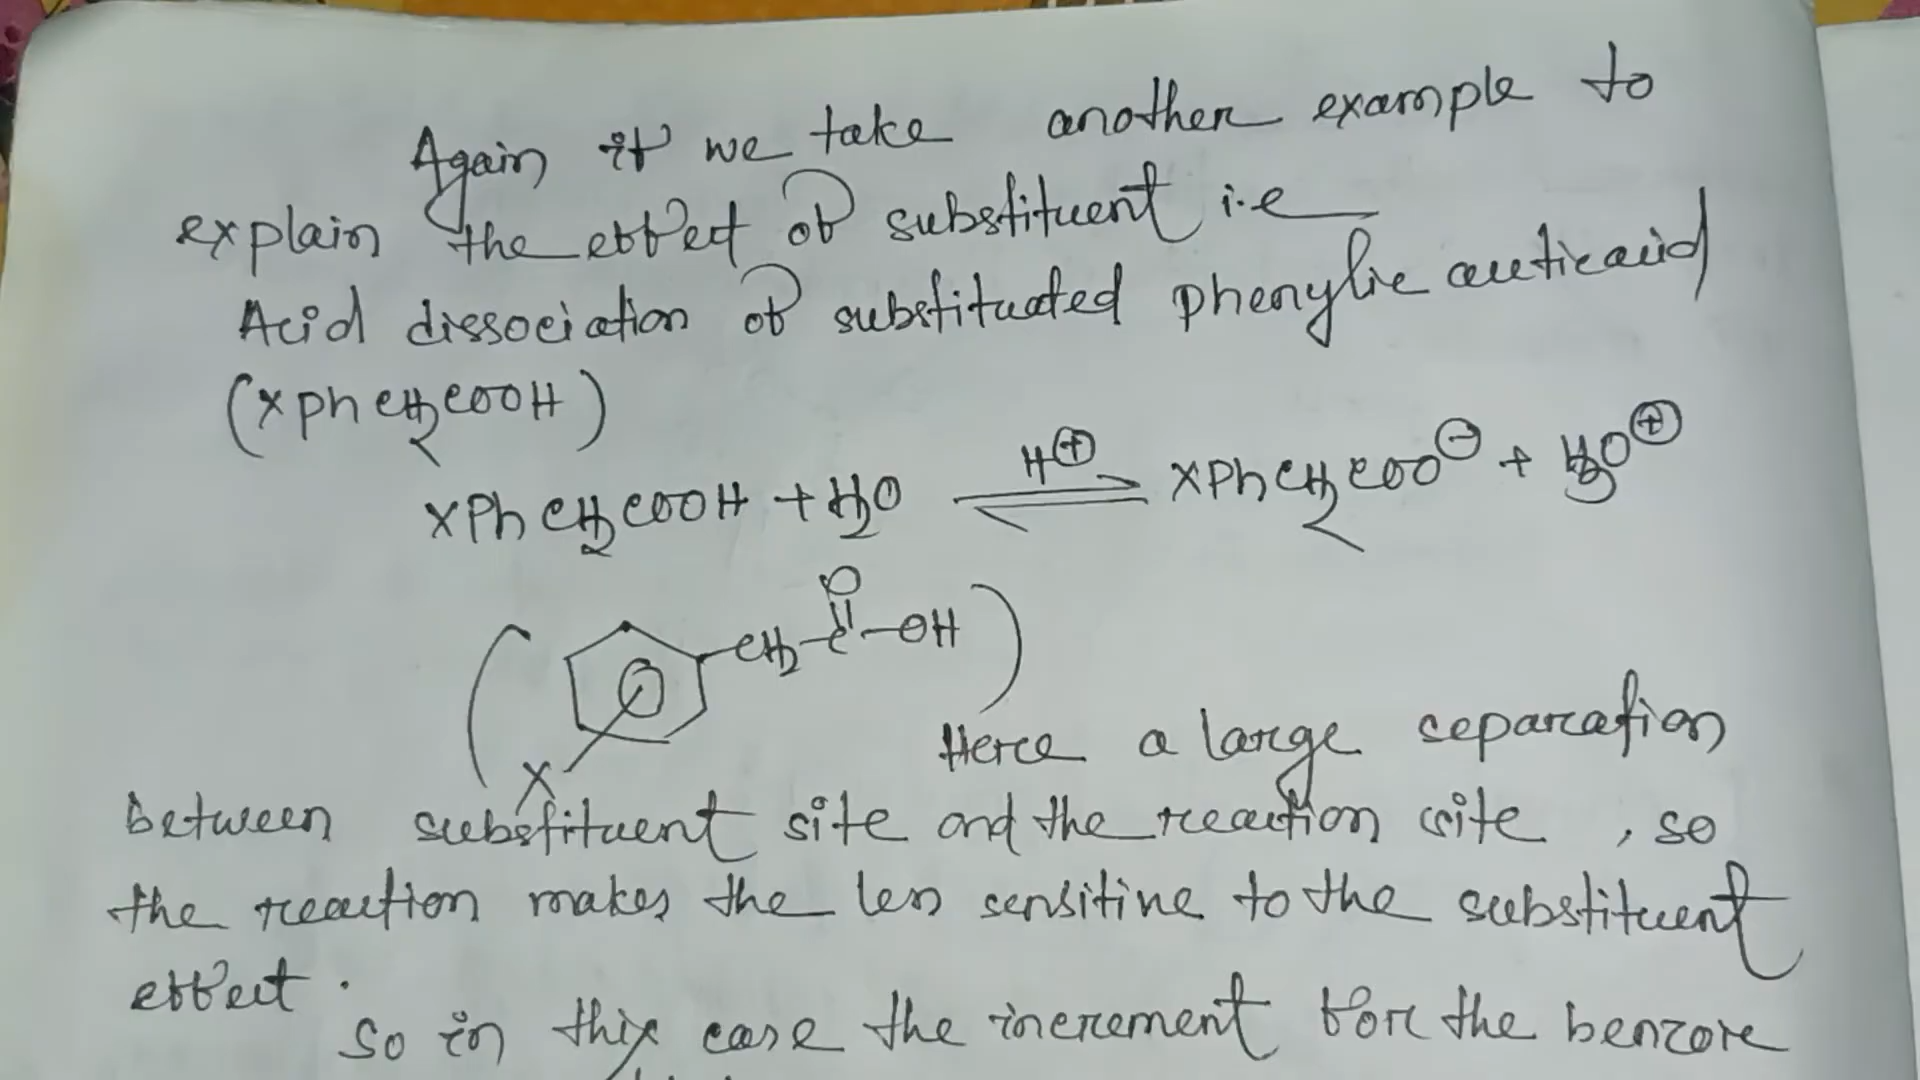 Again if we take another example to
explain the effect of substituent i.e
Acid dissociation of substituated phenylic aceticacid
(XPhCH2COOH)
XPhCH2COOH + H2O ⇌ H⊕ XPhCH2COO⊖ + H3O⊕
O
CH2-C-OH
X
Here a large separation
between substituent site and the reaction site, so
the reaction makes the less sensitive to the substituent
effect.
So in this case the increment for the benzore